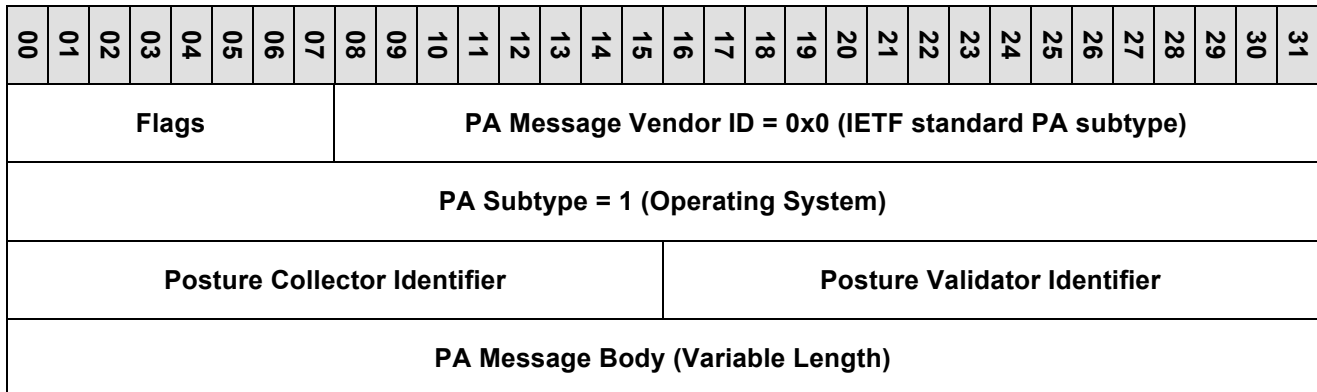 00 01 02 03 04 05 06 07 08 09 10 11 12 13 14 15 16 17 18 19 20 21 22 23 24 25 26 27 28 29 30 31
Flags PA Message Vendor ID = 0x0 (IETF standard PA subtype)
PA Subtype = 1 (Operating System)
Posture Collector Identifier Posture Validator Identifier
PA Message Body (Variable Length)